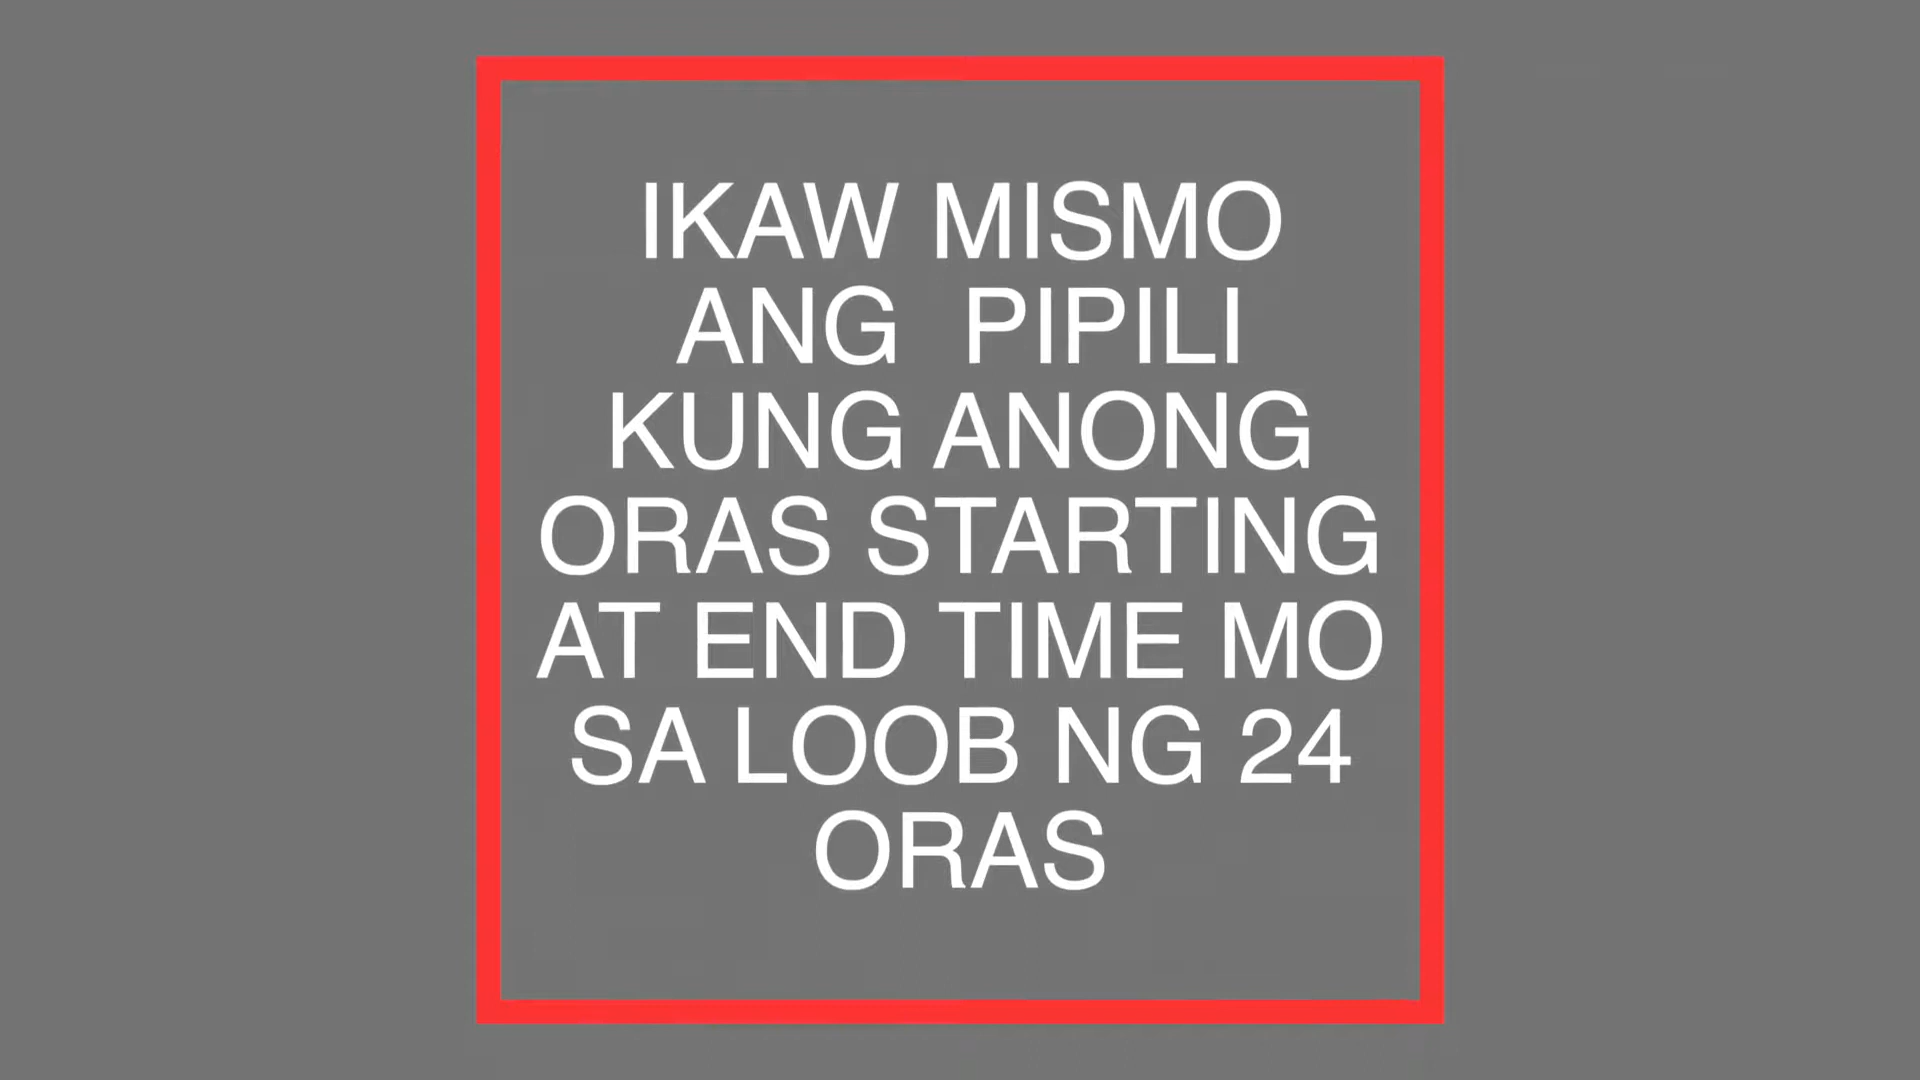 IKAW MISMO
ANG PIPILI
KUNG ANONG
ORAS STARTING
AT END TIME MO
SA LOOB NG 24
ORAS